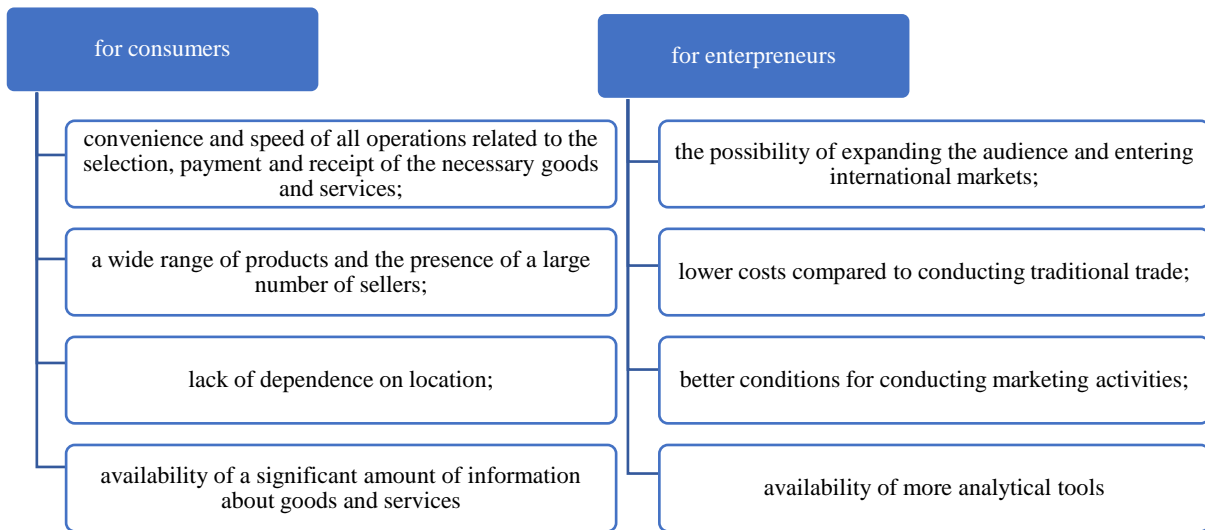 for consumers
convenience and speed of all operations related to the
selection, payment and receipt of the necessary goods
and services;
a wide range of products and the presence of a large
number of sellers;
lack of dependence on location;
availability of a significant amount of information
about goods and services
for enterpreneurs
the possibility of expanding the audience and entering
international markets;
lower costs compared to conducting traditional trade;
better conditions for conducting marketing activities;
availability of more analytical tools